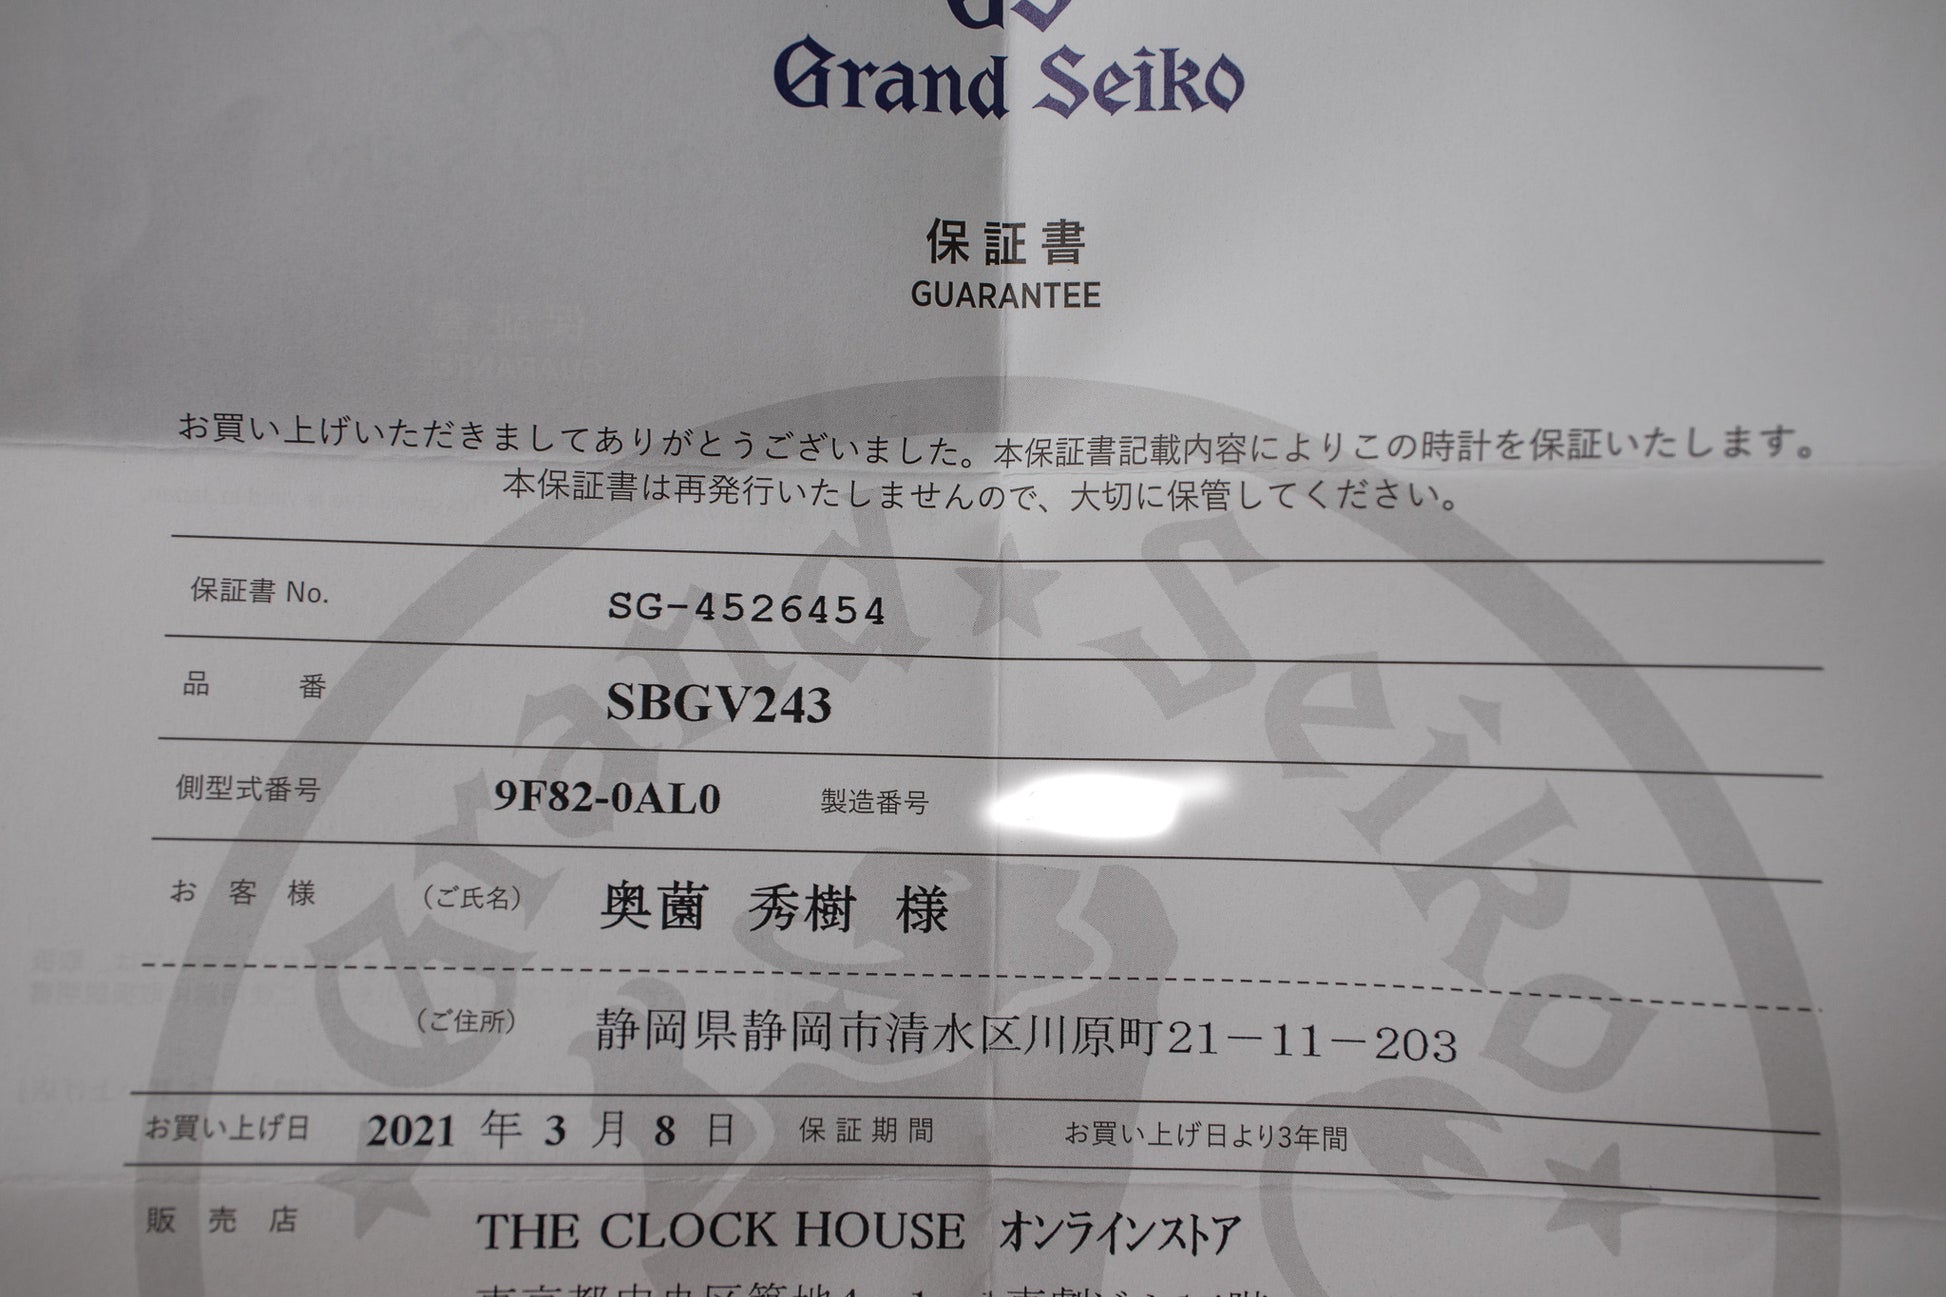 Grand Seiko
保証書
GUARANTEE
お買い上げいただきましてありがとうございました。本保証書記載内容によりこの時計を保証いたします。
本保証書は再発行いたしませんので、大切に保管してください。
保証書 No. SG-4526454
品 番 SBGV243
側型式番号 9F82-0AL0 製造番号
お 客 様 (ご氏名) 奥薗 秀樹 様
(ご住所) 静岡県静岡市清水区川原町21-11-203
お買い上げ日 2021 年 3 月 8 日 保証期間 お買い上げ日より3年間
販 売 店 THE CLOCK HOUSE オンラインストア
Grand Seiko